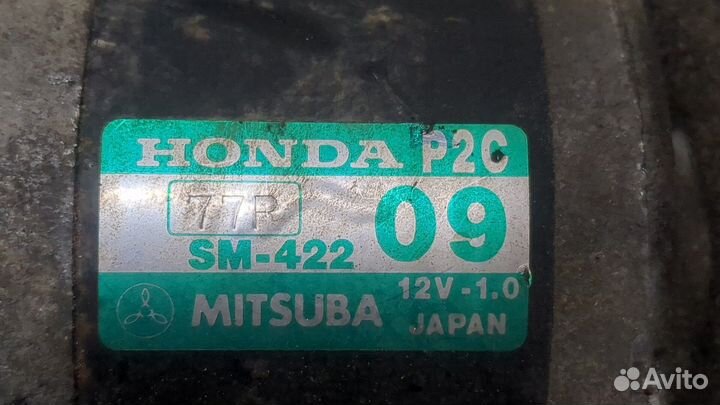 HONDA P2C
77P
09
SM-422
12V-1.0
MITSUBA
JAPAN
Avito